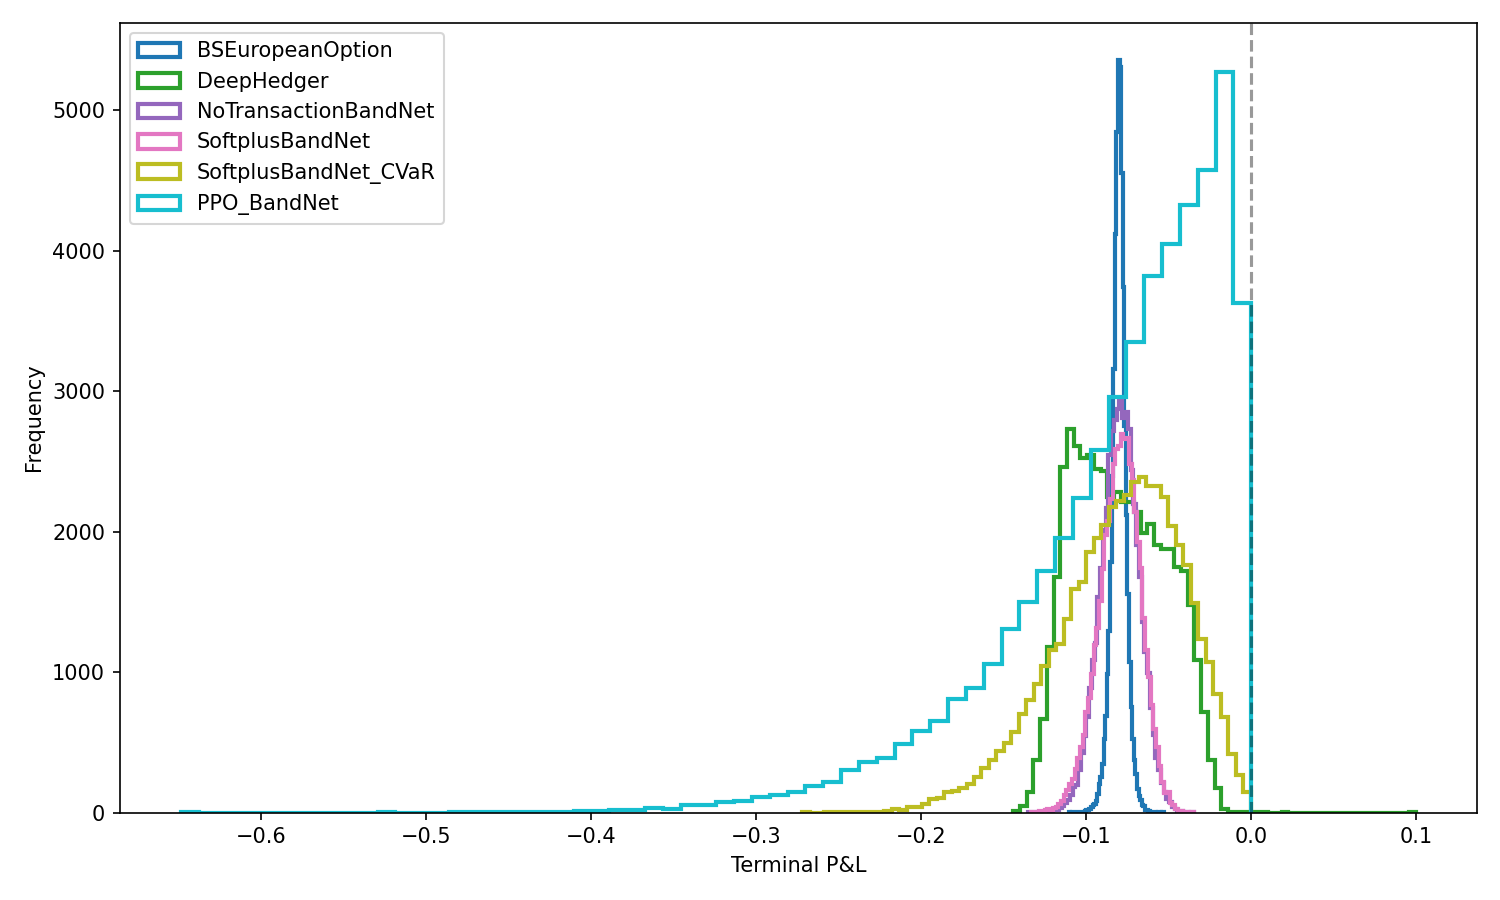 BSEuropeanOption
DeepHedger
NoTransactionBandNet
SoftplusBandNet
SoftplusBandNet_CVaR
PPO_BandNet
5000
4000
3000
2000
1000
0
Frequency
−0.6 −0.5 −0.4 −0.3 −0.2 −0.1 0.0 0.1
Terminal P&L